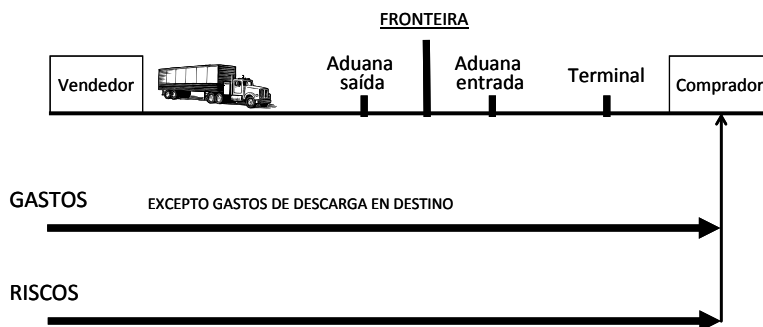 FRONTEIRA
Vendedor
Aduana
saída
Aduana
entrada
Terminal
Comprador
GASTOS
EXCEPTO GASTOS DE DESCARGA EN DESTINO
RISCOS